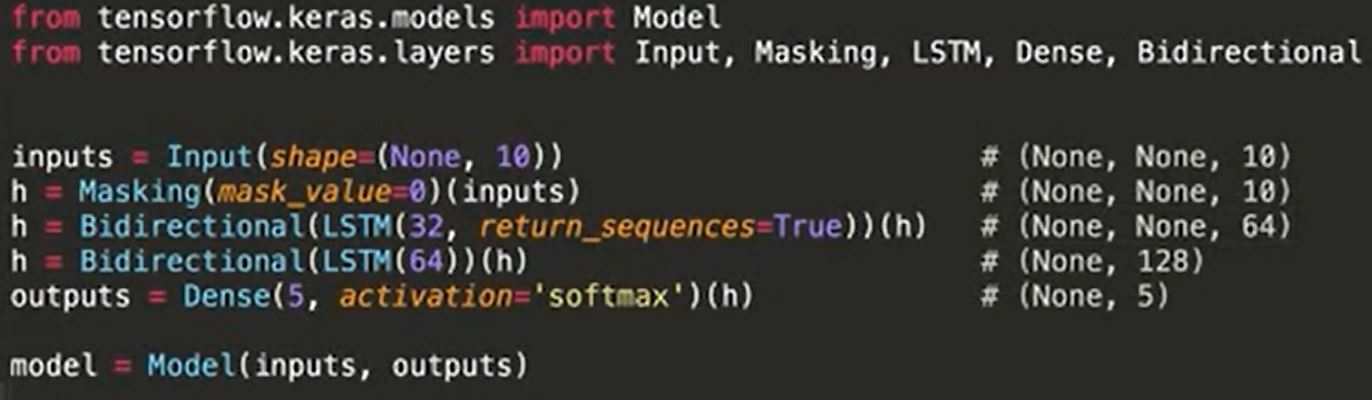 from tensorflow.keras.models import Model
from tensorflow.keras.layers import Input, Masking, LSTM, Dense, Bidirectional
inputs = Input(shape=(None, 10)) # (None, None, 10)
h = Masking(mask_value=0)(inputs) # (None, None, 10)
h = Bidirectional(LSTM(32, return_sequences=True))(h) # (None, None, 64)
h = Bidirectional(LSTM(64))(h) # (None, 128)
outputs = Dense(5, activation='softmax')(h) # (None, 5)
model = Model(inputs, outputs)